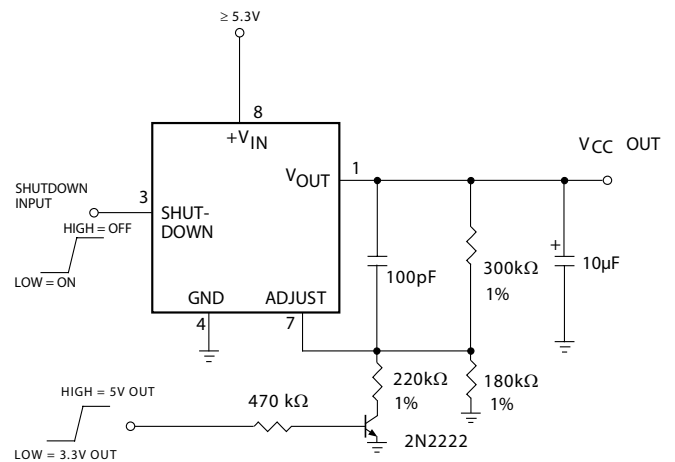 ≥ 5.3V
8
+VIN
VOUT
1
VCC OUT
SHUTDOWN
INPUT
3
SHUT-
DOWN
HIGH = OFF
LOW = ON
100pF
300kΩ
1%
+
10µF
GND
ADJUST
4
7
220kΩ
1%
180kΩ
1%
HIGH = 5V OUT
470 kΩ
2N2222
LOW = 3.3V OUT